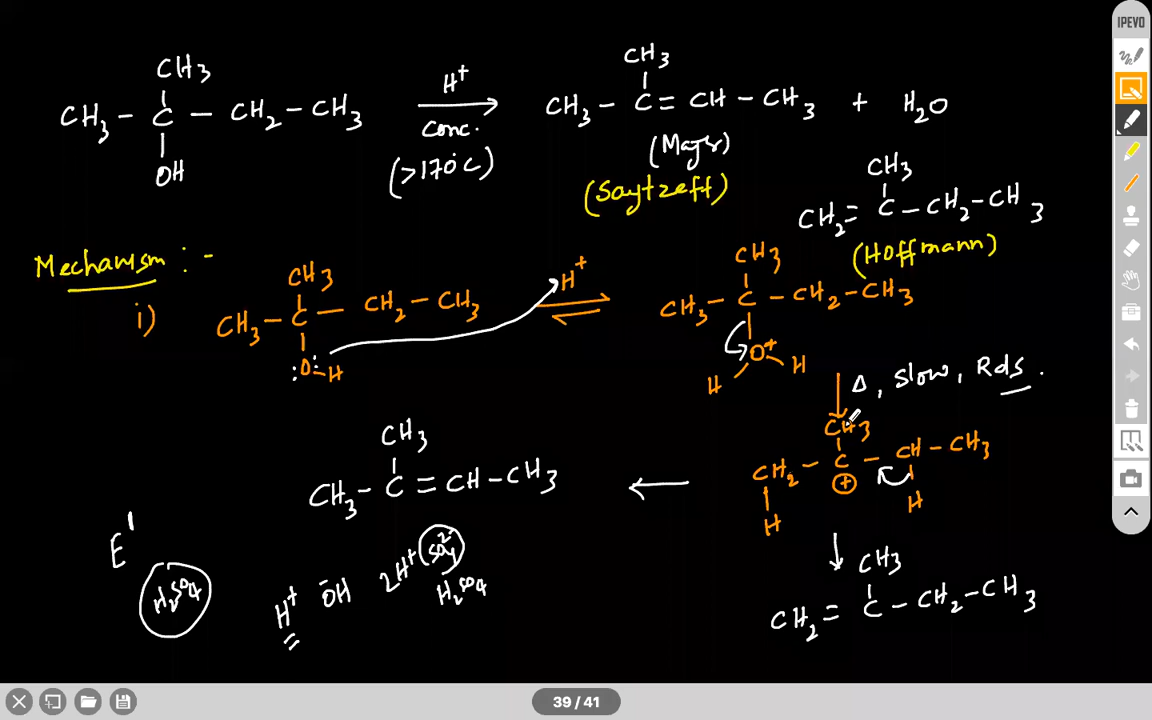 IPEVO
CH3
CH3 - C - CH2 - CH3
OH
H+
conc.
(>170°C)
CH3
CH3 - C = CH - CH3 + H2O
(Major)
(Saytzeff)
CH3
CH2 = C - CH2 - CH3
(Hoffmann)
Mechanism :-
i)
CH3
CH3 - C - CH2 - CH3
:O: - H
H+
CH3
CH3 - C - CH2 - CH3
O+
H H
Δ, Slow, Rds.
CH3
CH2 - C - CH - CH3
+
H H
CH3
CH3 - C = CH - CH3
CH3
CH2 = C - CH2 - CH3
E1
H2SO4
H+ ŌH 2H+ SO4 2-
H2SO4
39 / 41